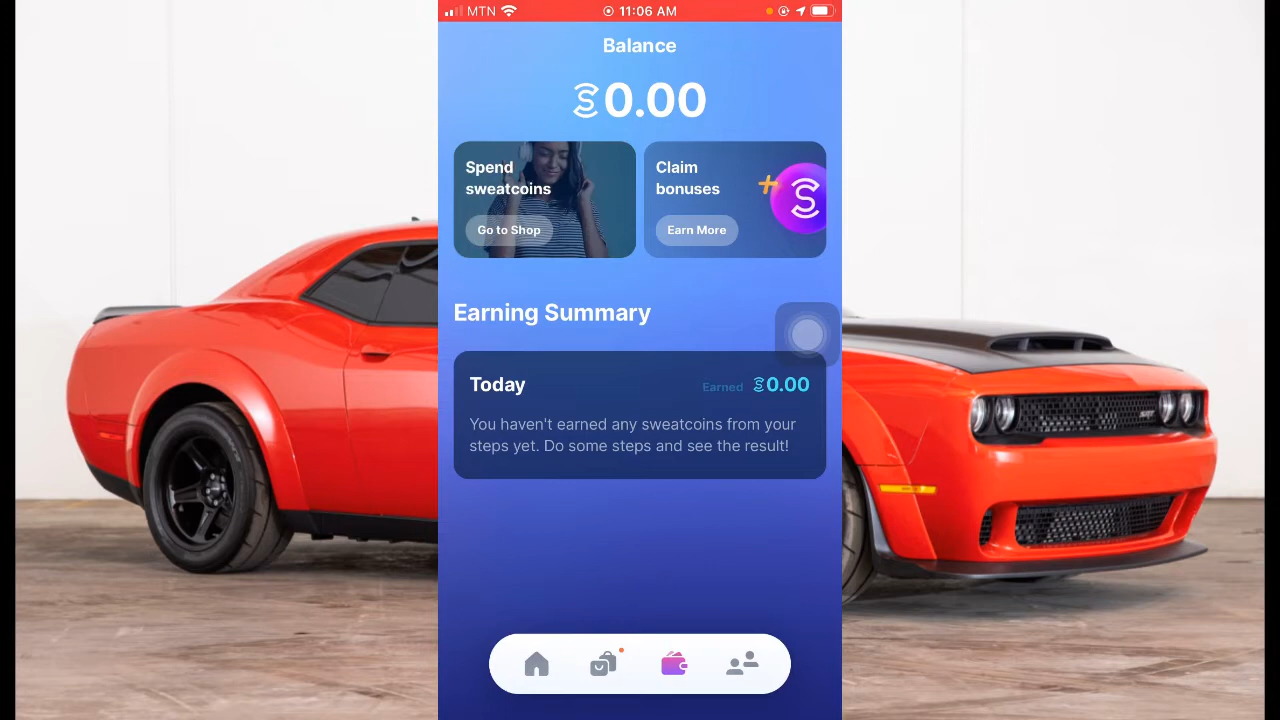 MTN 11:06 AM
Balance
0.00
Spend
sweatcoins
Go to Shop
Claim
bonuses
Earn More
Earning Summary
Today Earned 0.00
You haven't earned any sweatcoins from your
steps yet. Do some steps and see the result!